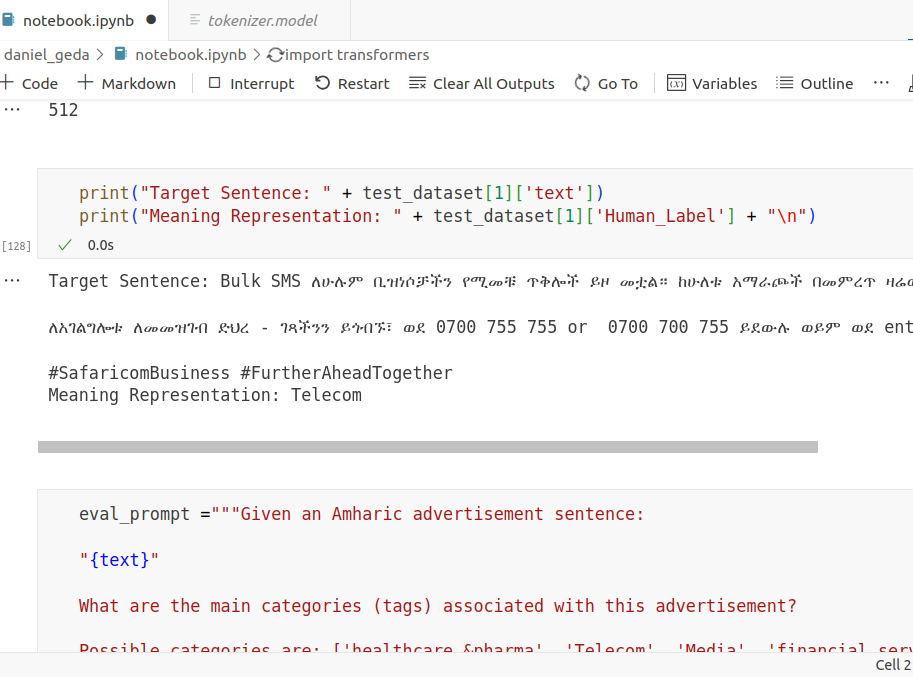 notebook.ipynb ● tokenizer.model
daniel_geda > notebook.ipynb > import transformers
+ Code + Markdown Interrupt Restart Clear All Outputs Go To Variables Outline ...
... 512
print("Target Sentence: " + test_dataset[1]['text'])
print("Meaning Representation: " + test_dataset[1]['Human_Label'] + "\n")
[128] ✓ 0.0s
... Target Sentence: Bulk SMS ለሁሉም ቢዝነሶቻችን የሚመቹ ጥቅሎች ይዞ መቷል። ከሁለቱ አማራጮች በመምረጥ
ለአገልግሎቱ ለመመዝገብ ድህረ - ገጻችንን ይጎብኙ፣ ወደ 0700 755 755 or 0700 700 755 ይደውሉ ወይም ወደ ent
#SafaricomBusiness #FurtherAheadTogether
Meaning Representation: Telecom
eval_prompt ="""Given an Amharic advertisement sentence:
"{text}"
What are the main categories (tags) associated with this advertisement?
Possible categories are: ['healthcare &pharma', 'Telecom', 'Media', 'financial serv
Cell 2